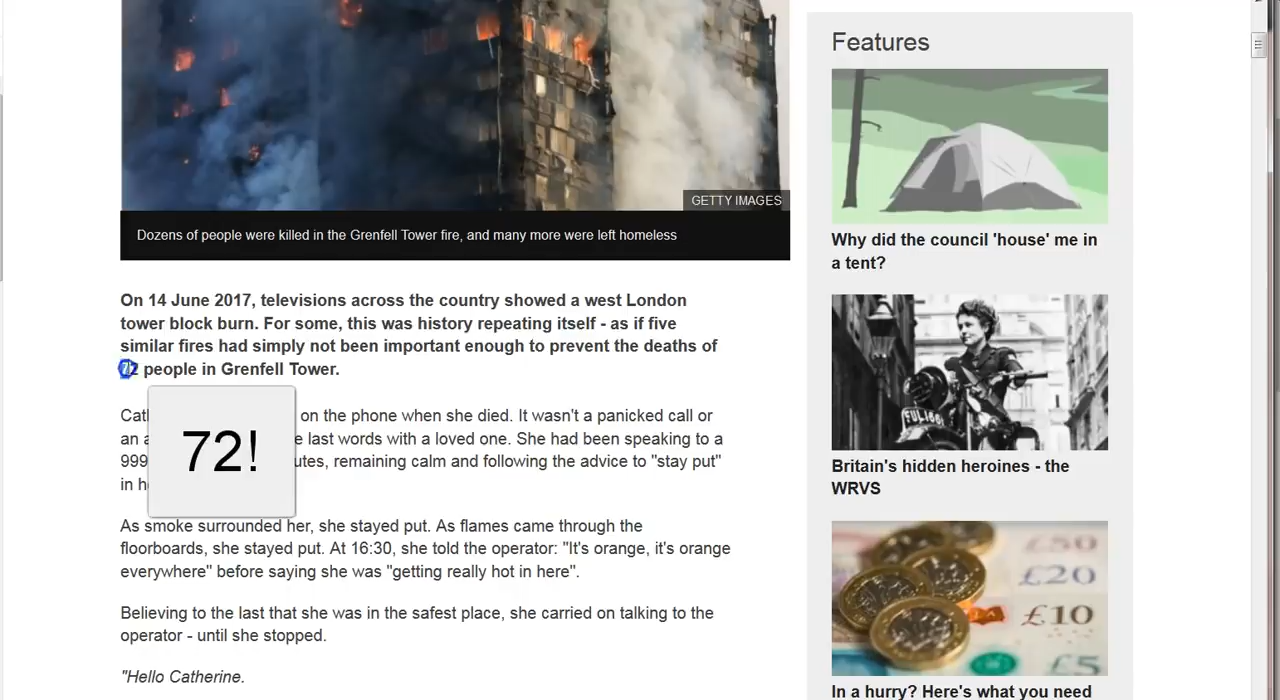 GETTY IMAGES
Dozens of people were killed in the Grenfell Tower fire, and many more were left homeless
On 14 June 2017, televisions across the country showed a west London
tower block burn. For some, this was history repeating itself - as if five
similar fires had simply not been important enough to prevent the deaths of
72 people in Grenfell Tower.
72!
on the phone when she died. It wasn't a panicked call or
an
last words with a loved one. She had been speaking to a
999
remaining calm and following the advice to "stay put"
in
As smoke surrounded her, she stayed put. As flames came through the
floorboards, she stayed put. At 16:30, she told the operator: "It's orange, it's orange
everywhere" before saying she was "getting really hot in here".
Believing to the last that she was in the safest place, she carried on talking to the
operator - until she stopped.
"Hello Catherine.
Features
Why did the council 'house' me in
a tent?
FUL166
Britain's hidden heroines - the
WRVS
£50
£20
£10
£5
In a hurry? Here's what you need